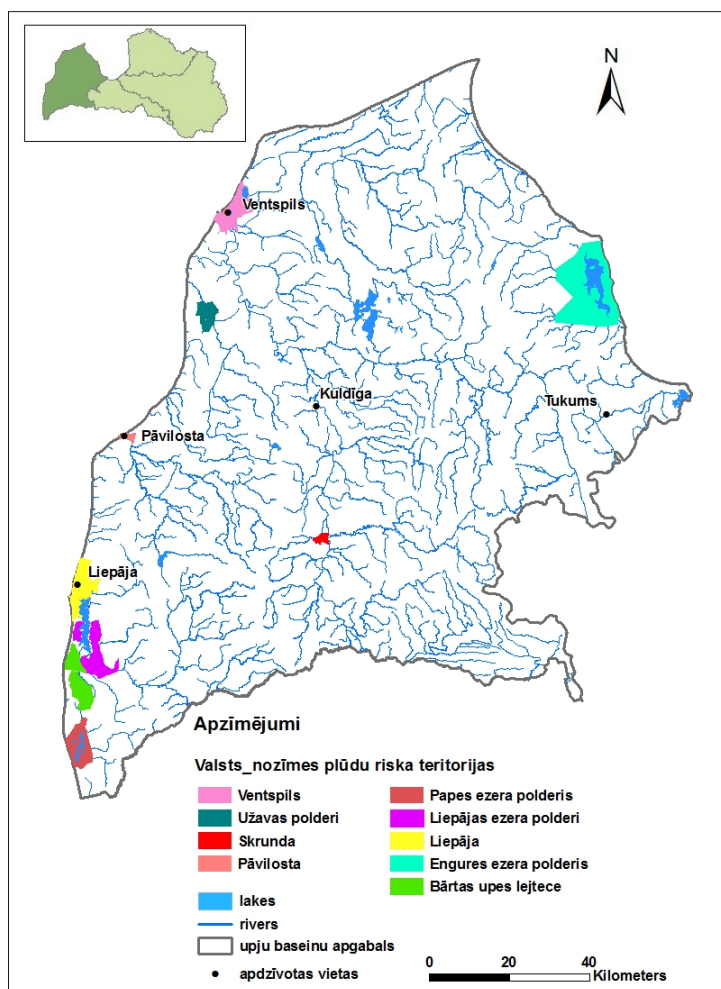 N
Ventspils
Kuldīga
Tukums
Pāvilosta
Liepāja
Apzīmējumi
Valsts_nozīmes plūdu riska teritorijas
Ventspils
Užavas polderi
Skrunda
Pāvilosta
Papes ezera polderis
Liepājas ezera polderi
Liepāja
Engures ezera polderis
Bārtas upes lejtece
lakes
rivers
upju baseinu apgabals
apdzīvotas vietas
0 20 40
Kilometers